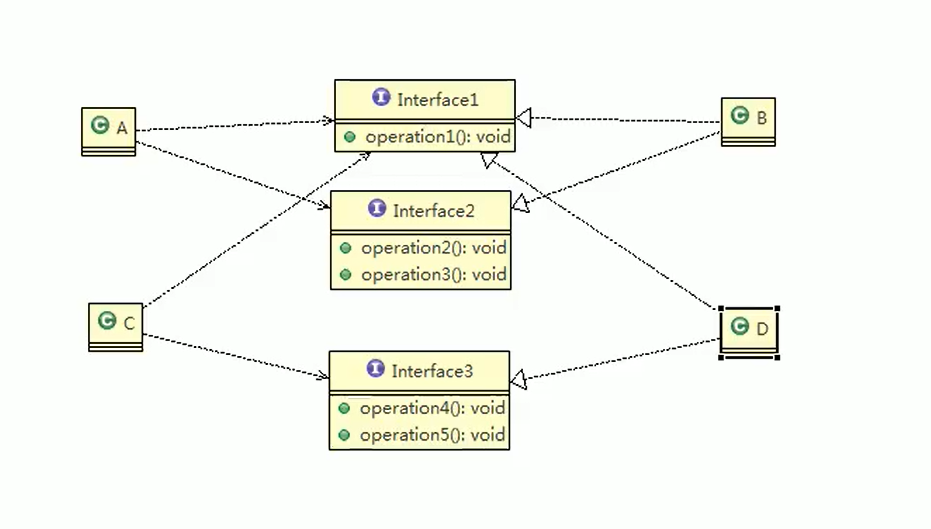 I Interface1
operation1(): void
C A
C B
I Interface2
operation2(): void
operation3(): void
C C
C D
I Interface3
operation4(): void
operation5(): void